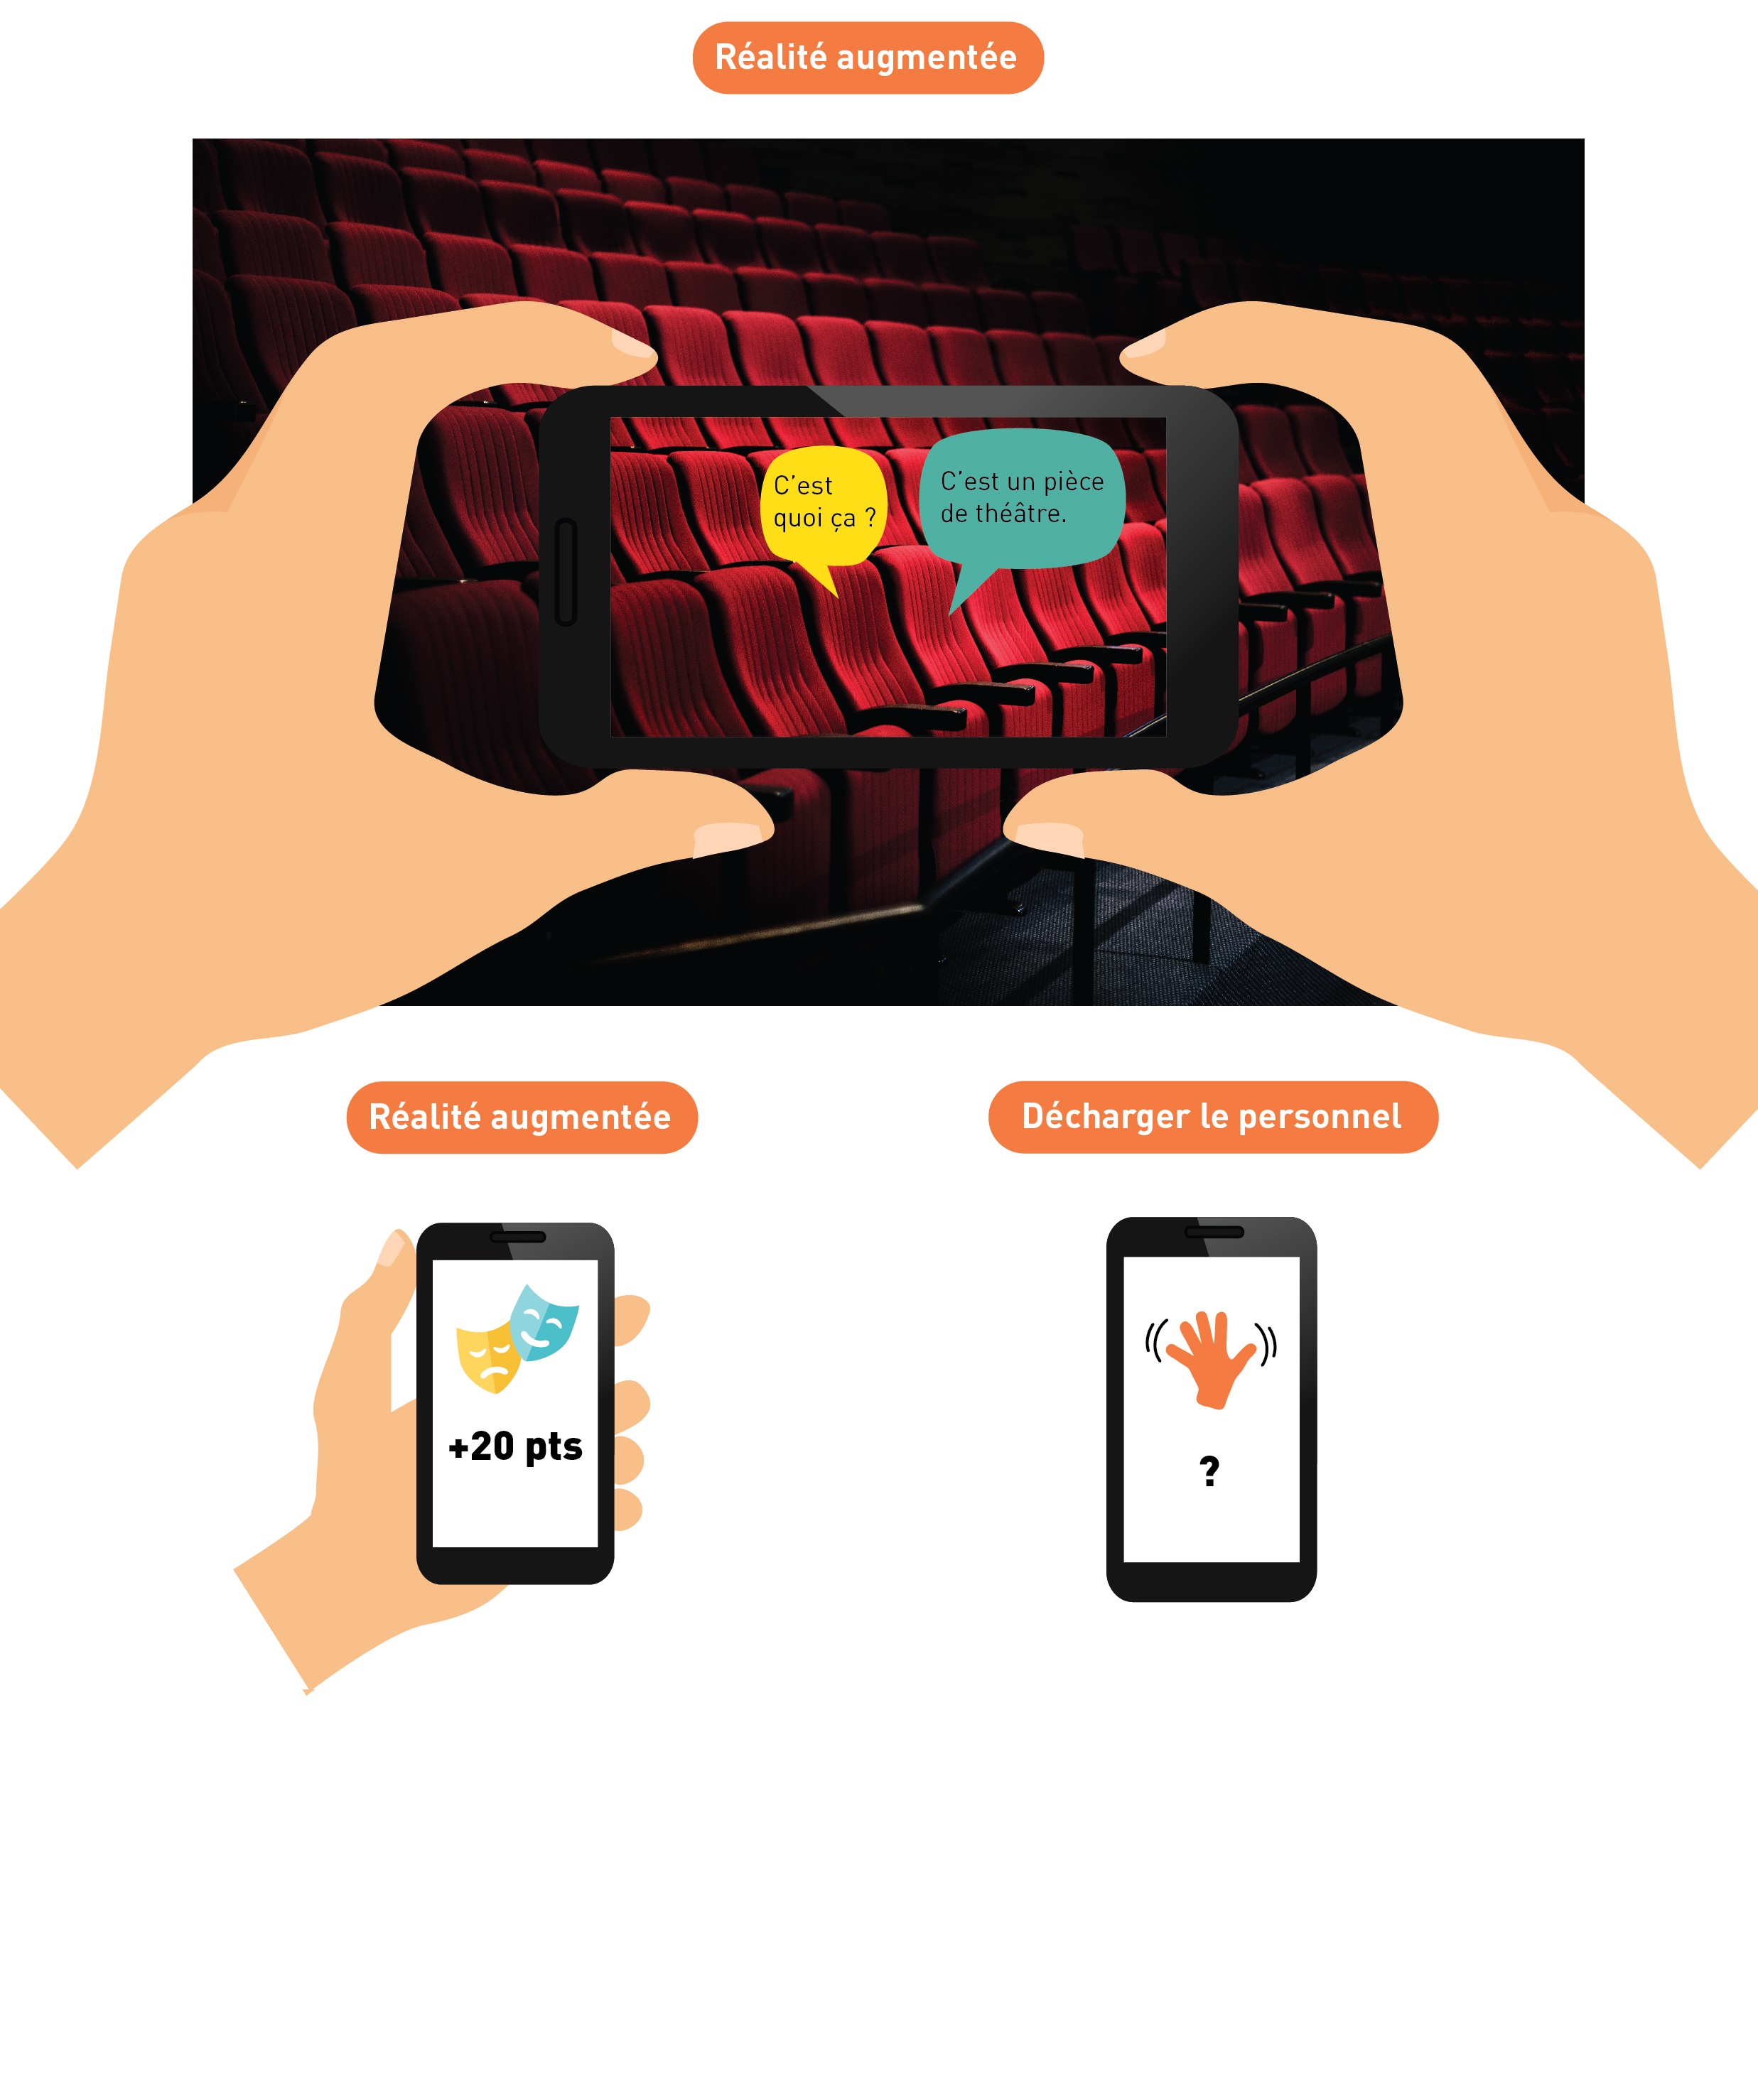 Réalité augmentée
C'est
quoi ça ?
C'est un pièce
de théâtre.
Réalité augmentée
Décharger le personnel
+20 pts
?